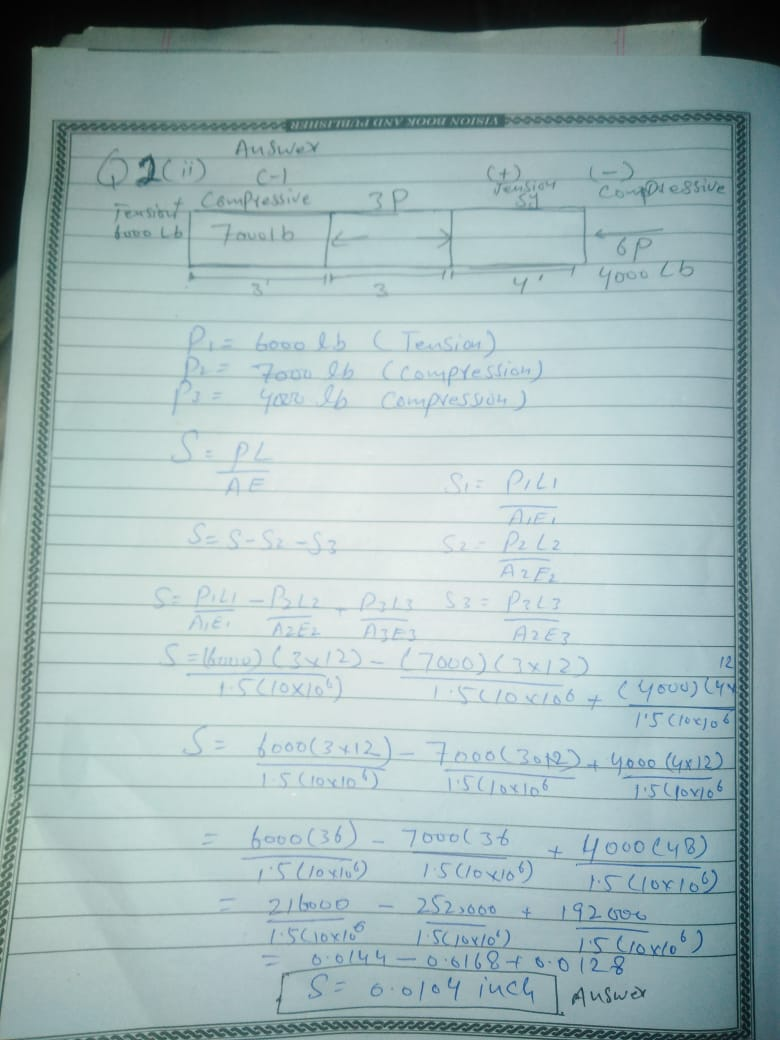 VISION BOOK AND PUBLISHER
Answer
Q 2(ii) (-) (+) (-)
Tension Compressive 3P Tension Compressive
6000 Lb 7000lb 6P
3' 3 4' 4000 Lb
P1 = 6000 lb (Tension)
P2 = 7000 lb (Compression)
P3 = 4000 lb Compression)
S = PL
AE
S1 = P1L1
A1E1
S = S - S2 - S3
S2 = P2L2
A2E2
S = P1L1 - P2L2 + P3L3 S3 = P3L3
A1E1 A2E2 A3E3 A2E3
S = (6000)(3x12) - (7000)(3x12) + (4000)(4x12
1.5(10x10^6) 1.5(10x10^6 1.5(10x10^6
S = 6000(3x12) - 7000(3x12) + 4000(4x12)
1.5(10x10^6) 1.5(10x10^6 1.5(10x10^6
= 6000(36) - 7000(36 + 4000(48)
1.5(10x10^6) 1.5(10x10^6) 1.5(10x10^6)
= 216000 - 252000 + 192000
1.5(10x10^6 1.5(10x10^6) 1.5(10x10^6)
= 0.0144 - 0.0168 + 0.0128
S = 0.0104 inch Answer